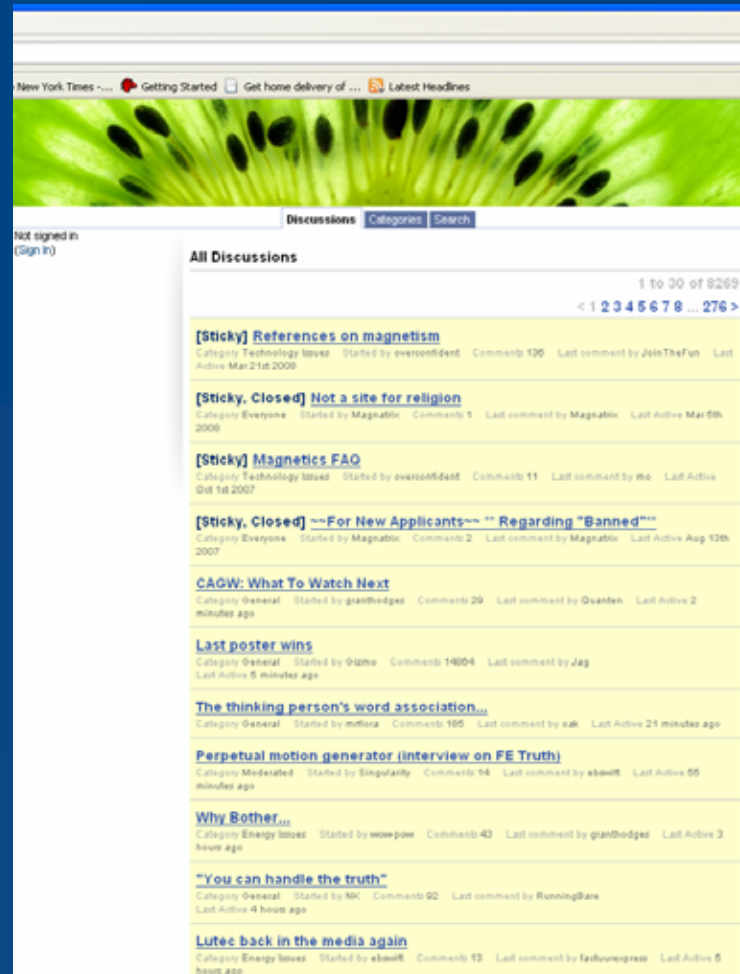 New York Times -... Getting Started Get home delivery of ... Latest Headlines
Discussions Categories Search
Not signed in
(Sign In)
All Discussions
1 to 30 of 8269
< 1 2 3 4 5 6 7 8 ... 276 >
[Sticky] References on magnetism
Category Technology Issues Started by overconfident Comments 136 Last comment by JoinTheFun Last
Active Mar 21st 2008
[Sticky, Closed] Not a site for religion
Category Everyone Started by Magnatrix Comments 1 Last comment by Magnatrix Last Active Mar 5th
2008
[Sticky] Magnetics FAQ
Category Technology Issues Started by overconfident Comments 11 Last comment by mo Last Active
Oct 1st 2007
[Sticky, Closed] ~~For New Applicants~~ ** Regarding "Banned"**
Category Everyone Started by Magnatrix Comments 2 Last comment by Magnatrix Last Active Aug 13th
2007
CAGW: What To Watch Next
Category General Started by granthodges Comments 29 Last comment by Quanten Last Active 2
minutes ago
Last poster wins
Category General Started by Gizmo Comments 14864 Last comment by Jag
Last Active 5 minutes ago
The thinking person's word association...
Category General Started by mrflora Comments 185 Last comment by oak Last Active 21 minutes ago
Perpetual motion generator (interview on FE Truth)
Category Moderated Started by Singularity Comments 14 Last comment by ebswift Last Active 55
minutes ago
Why Bother...
Category Energy Issues Started by wowpow Comments 43 Last comment by granthodges Last Active 3
hours ago
"You can handle the truth"
Category General Started by NK Comments 92 Last comment by RunningBare
Last Active 4 hours ago
Lutec back in the media again
Category Energy Issues Started by ebswift Comments 13 Last comment by Last Active 5
hours ago